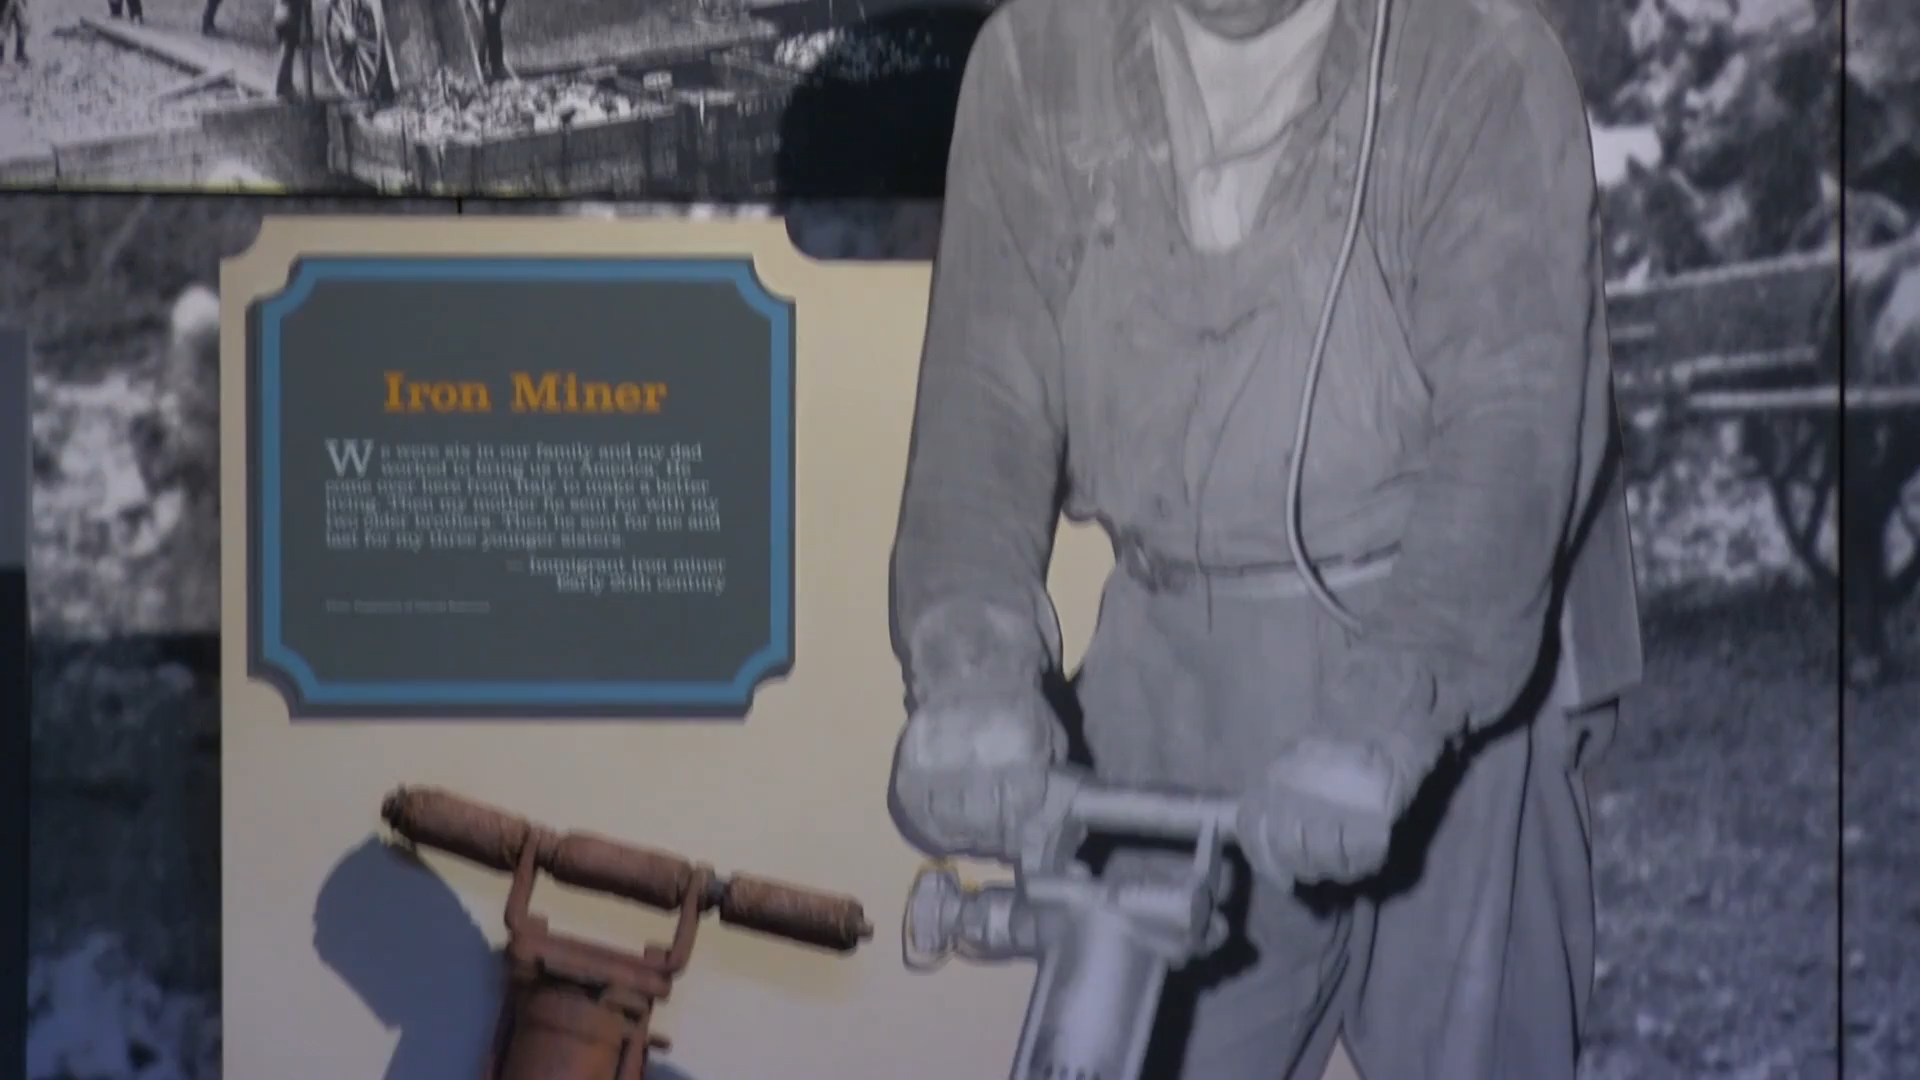 Iron Miner
We were six in our family and my dad
worked to bring us to America. He
come over here from Italy to make a better
living. Then my mother he sent for with my
two older brothers. Then he sent for me and
last for my three younger sisters.
— Immigrant iron miner
Early 20th century